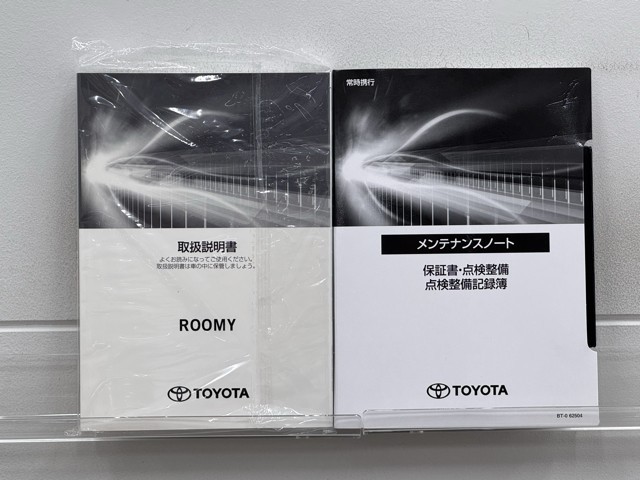 取扱説明書
よくお読みになってご使用ください。
取扱説明書は車の中に保管しましょう。
ROOMY
TOYOTA
常時携行
メンテナンスノート
保証書・点検整備
点検整備記録簿
TOYOTA
BT-0 62504